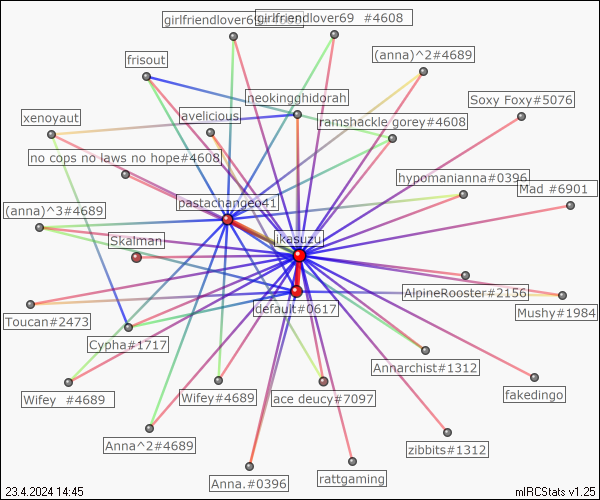 girlfriendlover69
girlfriendlover69 #4608
(anna)^2#4689
frisout
neokingghidorah
Soxy Foxy#5076
xenoyaut
avelicious
ramshackle gorey#4608
no cops no laws no hope#4608
hypomanianna#0396
Mad #6901
pastachangeo41
(anna)^3#4689
Skalman
ikasuzu
AlpineRooster#2156
default#0617
Mushy#1984
Toucan#2473
Cypha#1717
Annarchist#1312
fakedingo
Wifey #4689
Wifey#4689
ace deucy#7097
Anna^2#4689
zibbits#1312
rattgaming
Anna.#0396
23.4.2024 14:45
mIRCStats v1.25